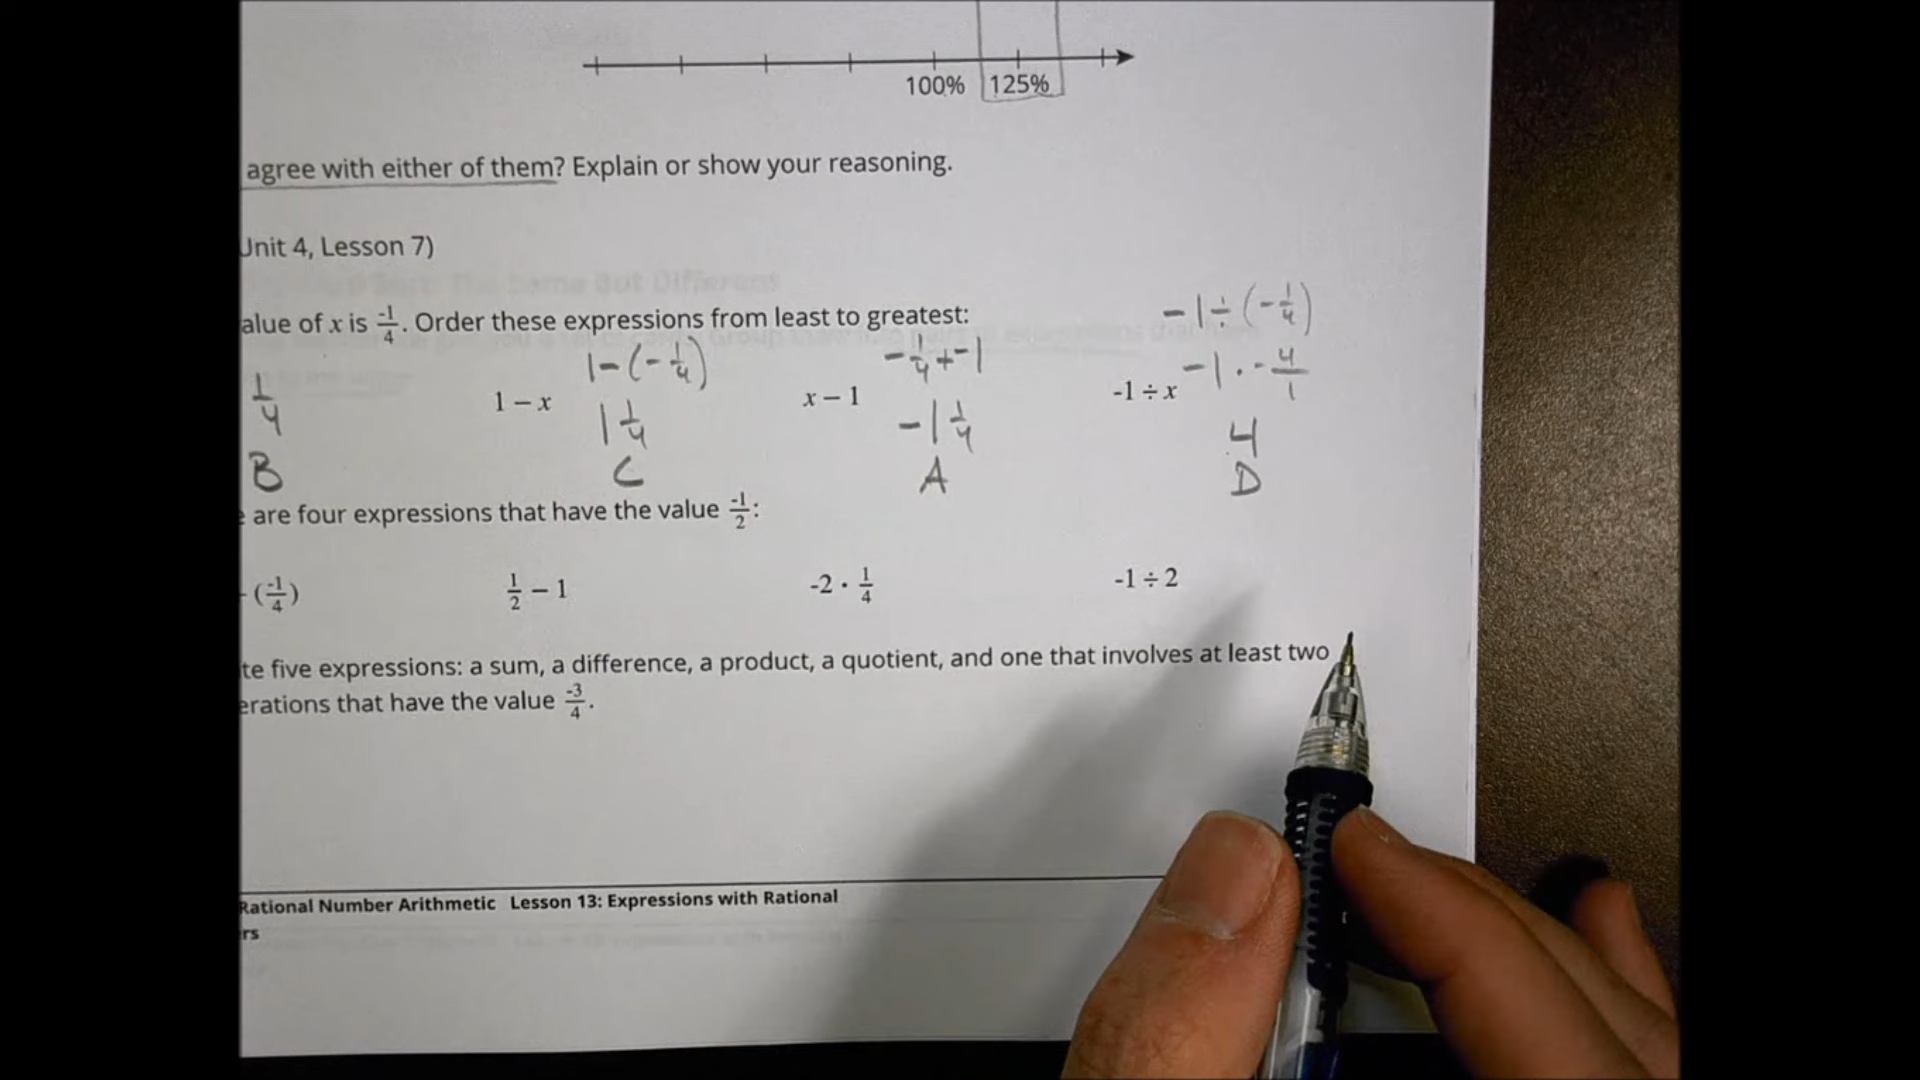 100% 125%
agree with either of them? Explain or show your reasoning.
Unit 4, Lesson 7)
alue of x is -1/4. Order these expressions from least to greatest:
-1 ÷ (-1/4)
1 - (-1/4) -1/4 + -1 -1 · -4/1
1/4 1 – x 1 1/4 x – 1 -1 1/4 -1 ÷ x 4
B C A D
e are four expressions that have the value -1/2:
(-1/4) 1/2 – 1 -2 · 1/4 -1 ÷ 2
te five expressions: a sum, a difference, a product, a quotient, and one that involves at least two
erations that have the value -3/4.
Rational Number Arithmetic Lesson 13: Expressions with Rational
rs